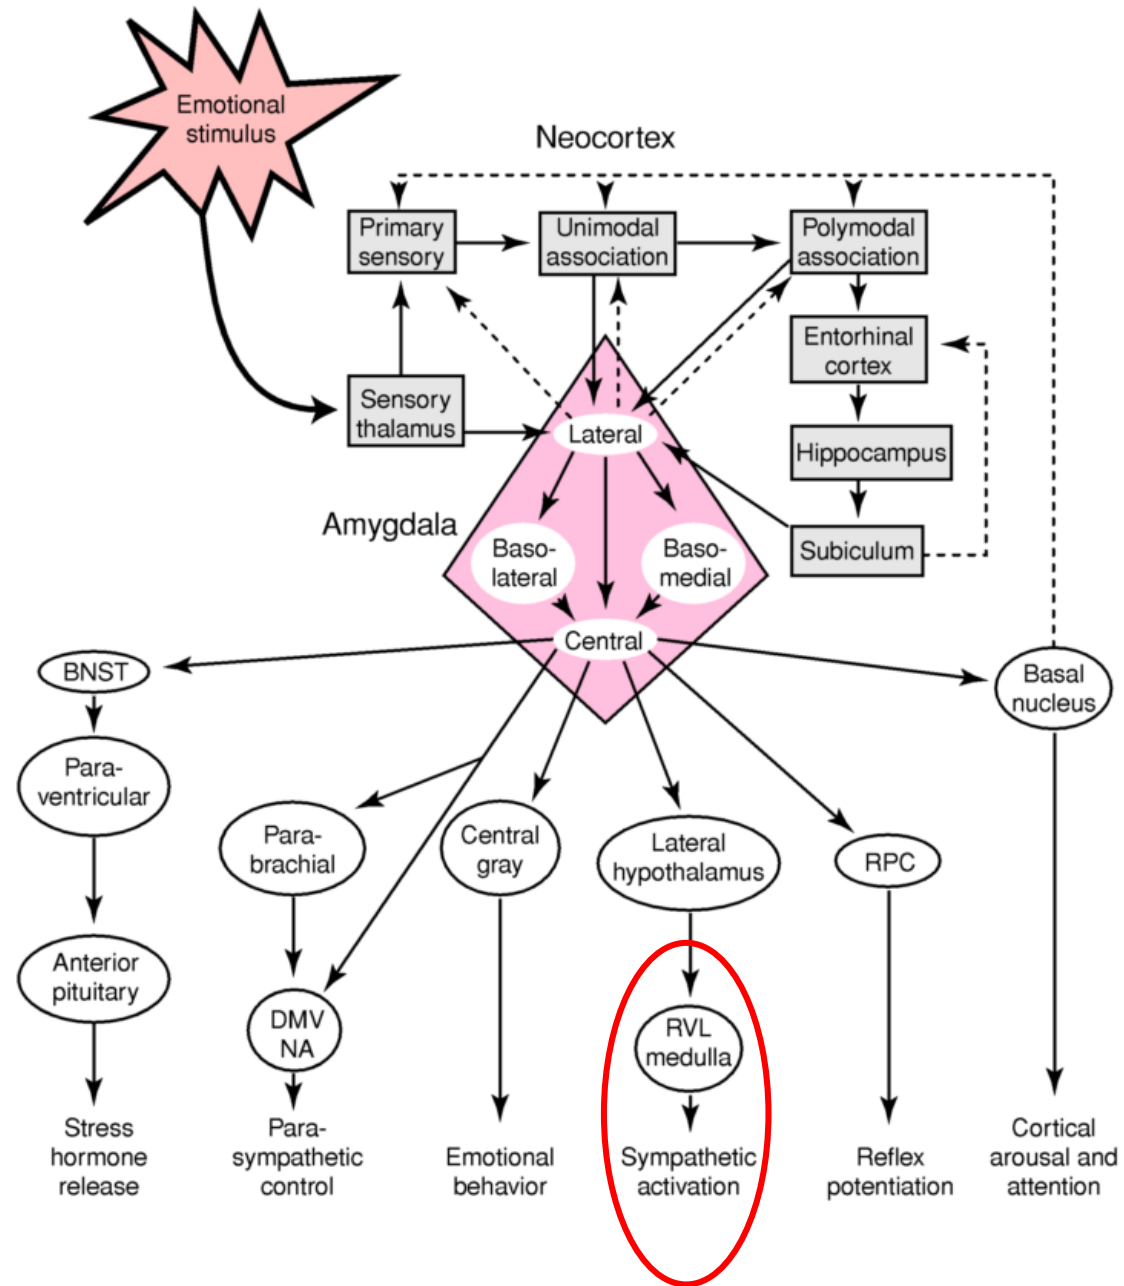 Emotional
stimulus
Neocortex
Primary
sensory
Unimodal
association
Polymodal
association
Entorhinal
cortex
Sensory
thalamus
Lateral
Hippocampus
Amygdala
Baso-
lateral
Baso-
medial
Subiculum
Central
BNST
Basal
nucleus
Para-
ventricular
Para-
brachial
Central
gray
Lateral
hypothalamus
RPC
Anterior
pituitary
DMV
NA
RVL
medulla
Stress
hormone
release
Para-
sympathetic
control
Emotional
behavior
Sympathetic
activation
Reflex
potentiation
Cortical
arousal and
attention